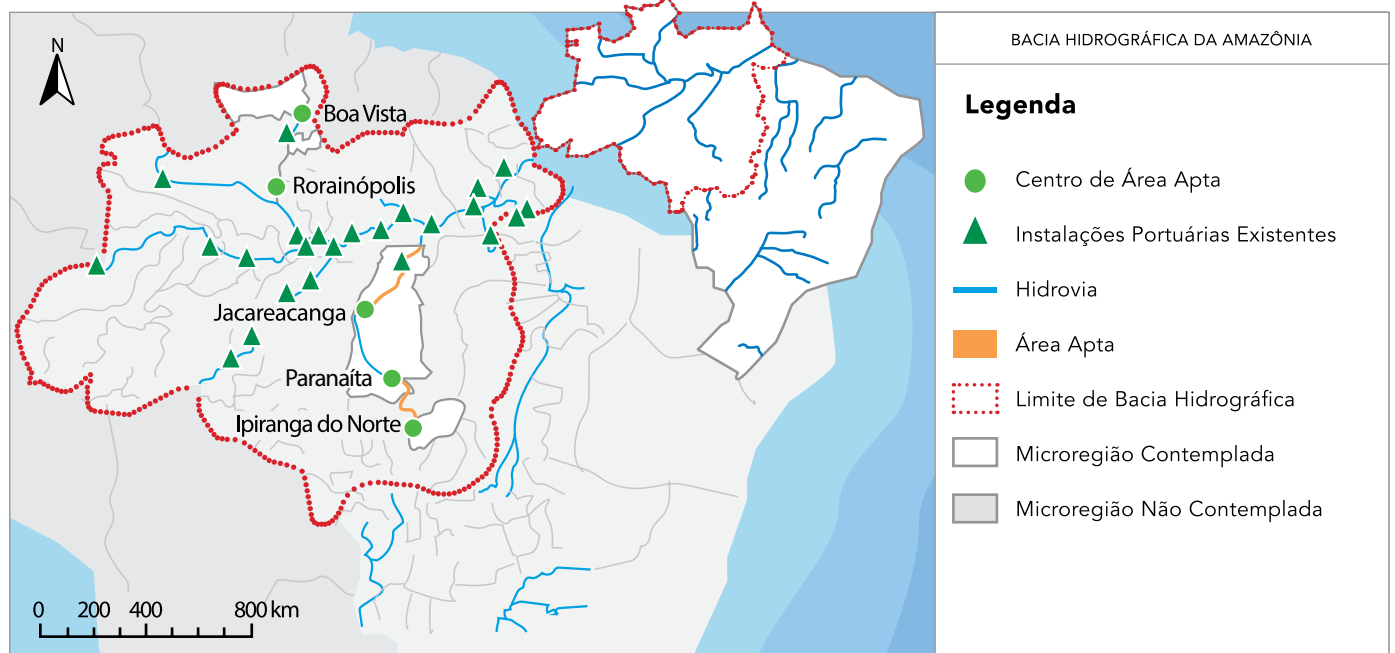 N
Boa Vista
Rorainópolis
Jacareacanga
Paranaíta
Ipiranga do Norte
0 200 400 800 km
BACIA HIDROGRÁFICA DA AMAZÔNIA
Legenda
Centro de Área Apta
Instalações Portuárias Existentes
Hidrovia
Área Apta
Limite de Bacia Hidrográfica
Microregião Contemplada
Microregião Não Contemplada